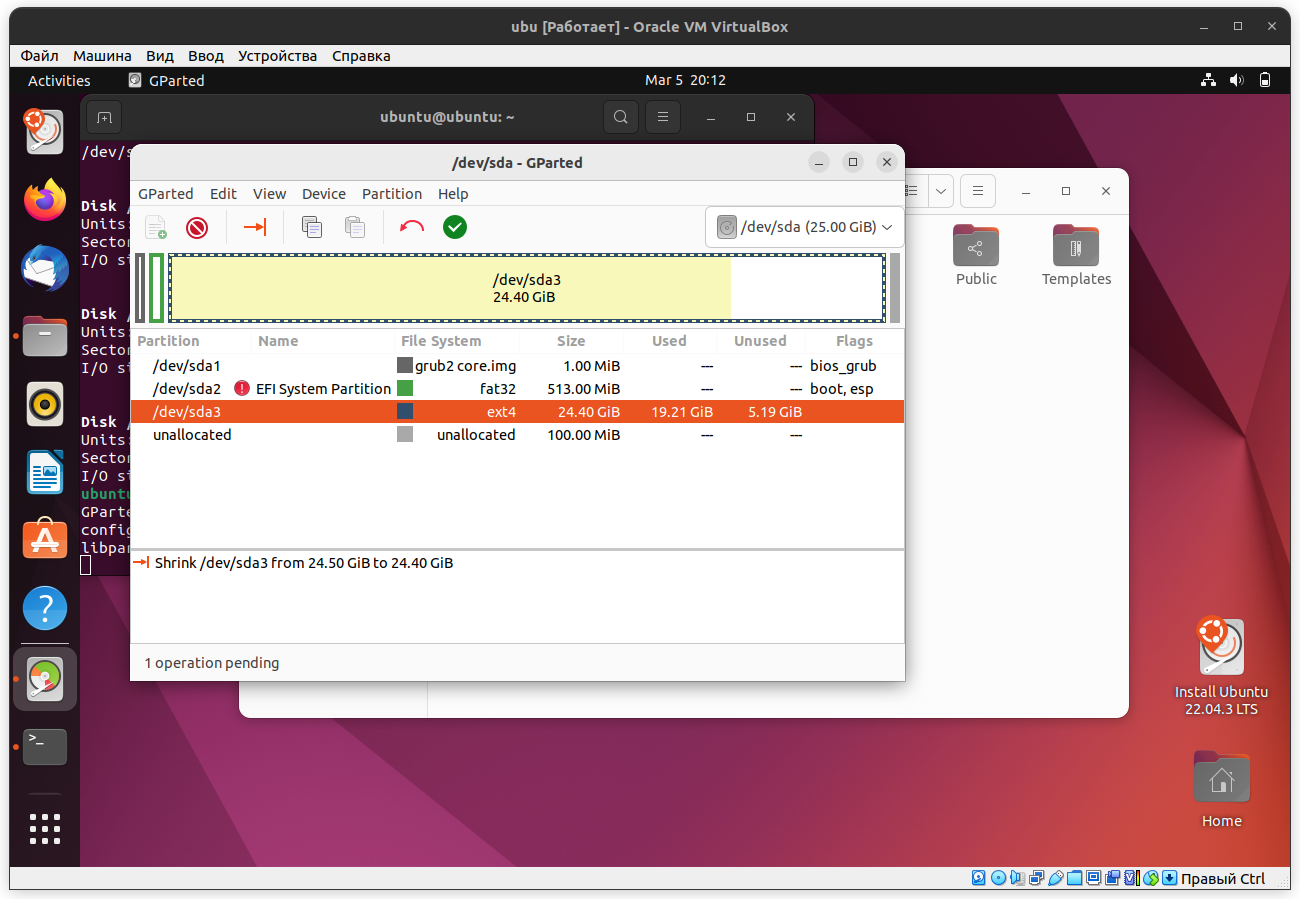 ubu [Работает] - Oracle VM VirtualBox
Файл Машина Вид Ввод Устройства Справка
Activities GParted Mar 5 20:12
ubuntu@ubuntu: ~
/dev/s
/dev/sda - GParted
GParted Edit View Device Partition Help
Disk /
Units:
Sector
I/O si
/dev/sda (25.00 GiB)
Public Templates
/dev/sda3
24.40 GiB
Disk /
Units:
Sector
I/O si
Partition Name File System Size Used Unused Flags
/dev/sda1 grub2 core.img 1.00 MiB --- --- bios_grub
/dev/sda2 EFI System Partition fat32 513.00 MiB --- --- boot, esp
/dev/sda3 ext4 24.40 GiB 19.21 GiB 5.19 GiB
unallocated unallocated 100.00 MiB --- ---
Disk /
Units:
Sector
I/O si
ubuntu
GParte
config
libpar
Shrink /dev/sda3 from 24.50 GiB to 24.40 GiB
1 operation pending
Install Ubuntu
22.04.3 LTS
Home
Правый Ctrl